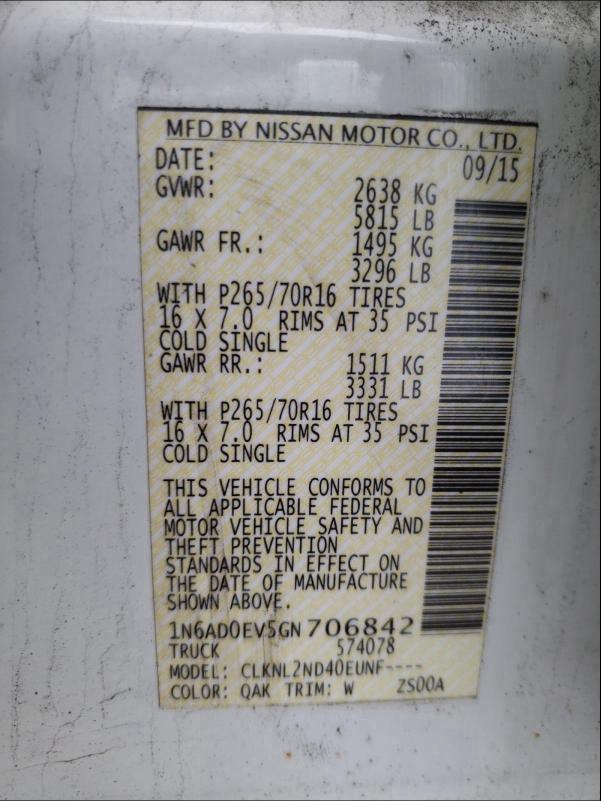 MFD BY NISSAN MOTOR CO., LTD.
DATE: 09/15
GVWR: 2638 KG
5815 LB
GAWR FR.: 1495 KG
3296 LB
WITH P265/70R16 TIRES
16 X 7.0 RIMS AT 35 PSI
COLD SINGLE
GAWR RR.: 1511 KG
3331 LB
WITH P265/70R16 TIRES
16 X 7.0 RIMS AT 35 PSI
COLD SINGLE
THIS VEHICLE CONFORMS TO
ALL APPLICABLE FEDERAL
MOTOR VEHICLE SAFETY AND
THEFT PREVENTION
STANDARDS IN EFFECT ON
THE DATE OF MANUFACTURE
SHOWN ABOVE.
1N6AD0EV5GN706842
TRUCK 574078
MODEL: CLKNL2ND40EUNF----
COLOR: QAK TRIM: W ZS00A